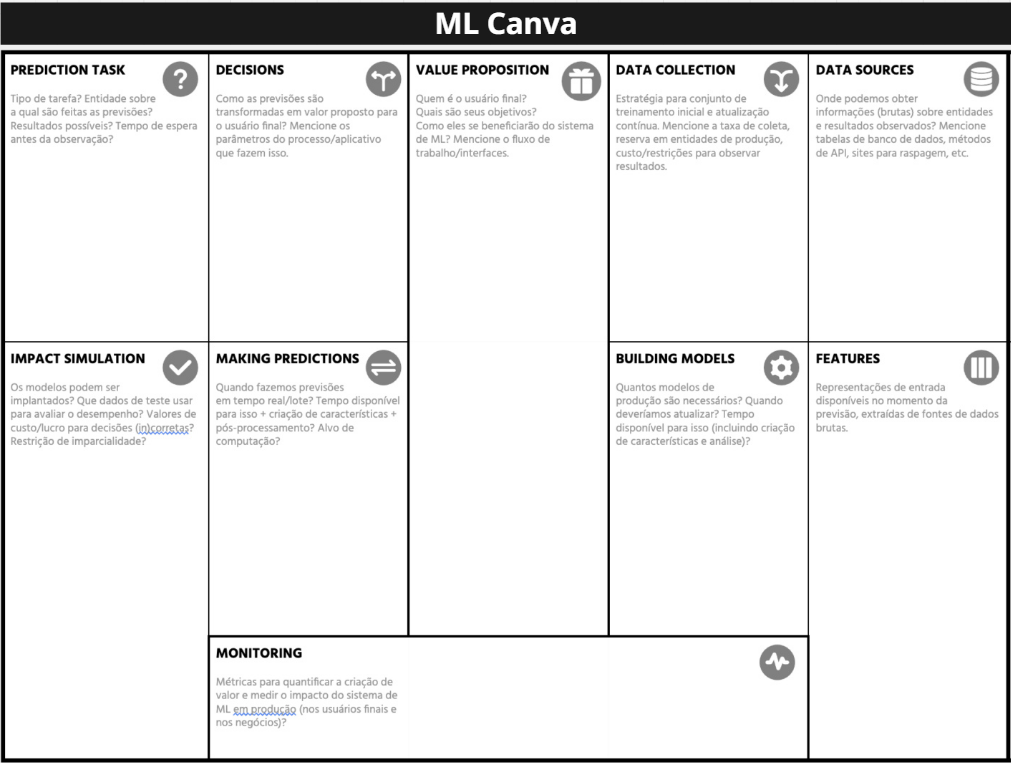 ML Canva
PREDICTION TASK
Tipo de tarefa? Entidade sobre
a qual são feitas as previsões?
Resultados possíveis? Tempo de espera
antes da observação?
DECISIONS
Como as previsões são
transformadas em valor proposto para
o usuário final? Mencione os
parâmetros do processo/aplicativo
que fazem isso.
VALUE PROPOSITION
Quem é o usuário final?
Quais são seus objetivos?
Como eles se beneficiarão do sistema
de ML? Mencione o fluxo de
trabalho/interfaces.
DATA COLLECTION
Estratégia para conjunto de
treinamento inicial e atualização
contínua. Mencione a taxa de coleta,
reserva em entidades de produção,
custo/restrições para observar
resultados.
DATA SOURCES
Onde podemos obter
informações (brutas) sobre entidades
e resultados observados? Mencione
tabelas de banco de dados, métodos
de API, sites para raspagem, etc.
IMPACT SIMULATION
Os modelos podem ser
implantados? Que dados de teste usar
para avaliar o desempenho? Valores de
custo/lucro para decisões (in)corretas?
Restrição de imparcialidade?
MAKING PREDICTIONS
Quando fazemos previsões
em tempo real/lote? Tempo disponível
para isso + criação de características +
pós-processamento? Alvo de
computação?
BUILDING MODELS
Quantos modelos de
produção são necessários? Quando
deveríamos atualizar? Tempo
disponível para isso (incluindo criação
de características e análise)?
FEATURES
Representações de entrada
disponíveis no momento da
previsão, extraídas de fontes de dados
brutas.
MONITORING
Métricas para quantificar a criação de
valor e medir o impacto do sistema de
ML em produção (nos usuários finais e
nos negócios)?